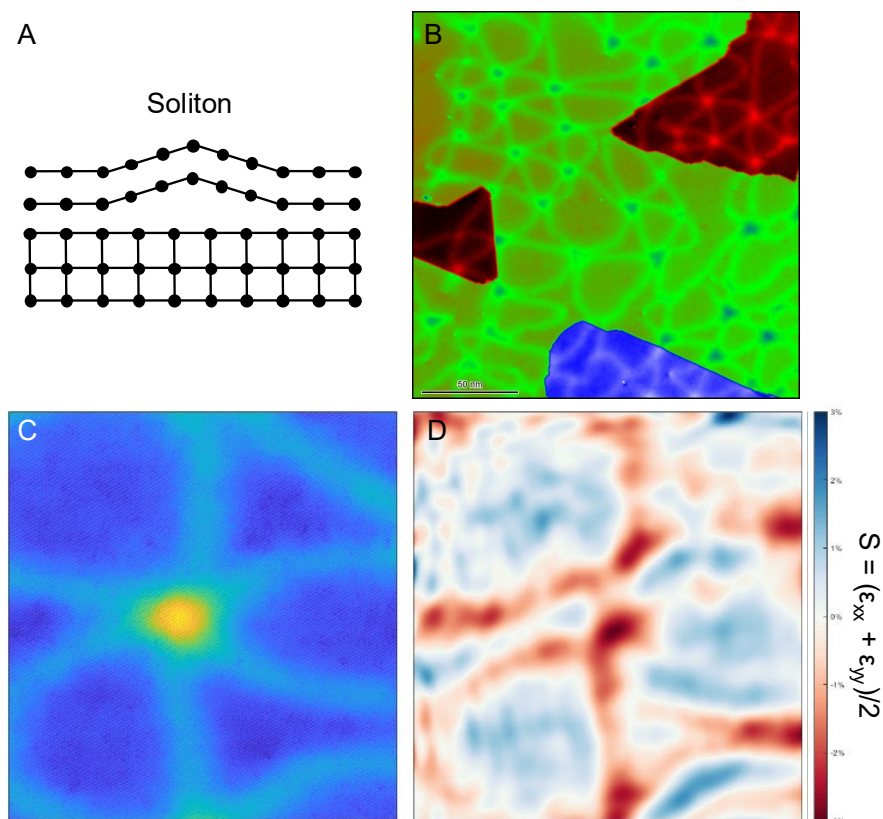 A
Soliton
B
50 nm
C
D
3%
2%
1%
0%
-1%
-2%
S = (εxx + εyy)/2